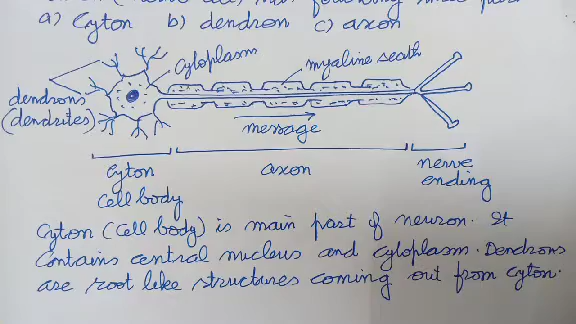 a) Cyton b) dendron c) axon
cytoplasm
myaline seath
dendrons
(dendrites)
message
Cyton
Cell body
axon
nerve
ending
Cyton (Cell body) is main part of neuron. It
Contains central nucleus and cytoplasm. Dendrons
are root like structures coming out from Cyton.